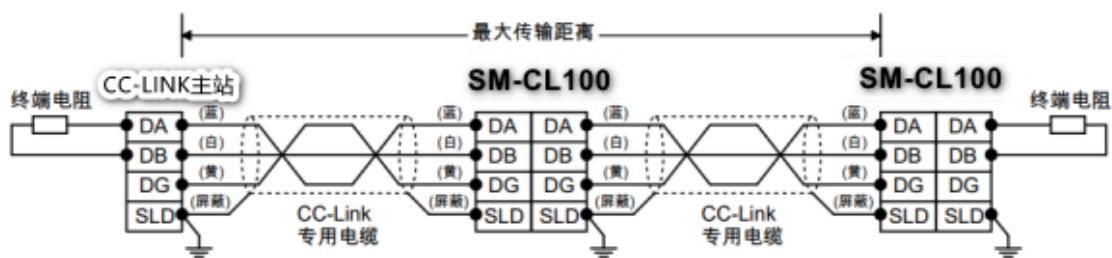 最大传输距离
CC-LINK主站
SM-CL100
SM-CL100
终端电阻
终端电阻
DA (蓝) (蓝) DA DA (蓝) (蓝) DA DA
DB (白) (白) DB DB (白) (白) DB DB
DG (黄) (黄) DG DG (黄) (黄) DG DG
SLD (屏蔽) (屏蔽) SLD SLD (屏蔽) (屏蔽) SLD SLD
CC-Link
专用电缆
CC-Link
专用电缆